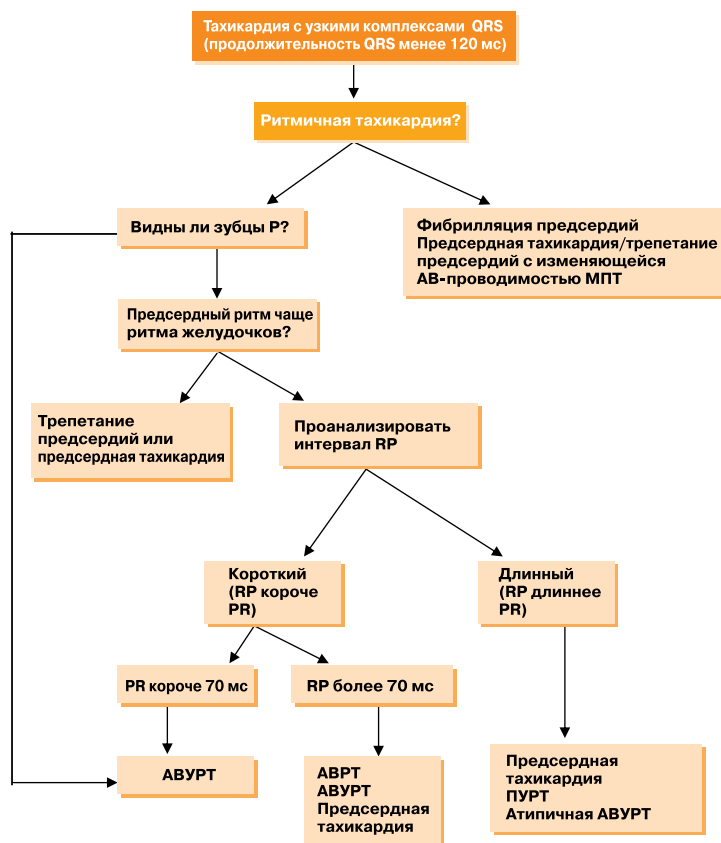 Тахикардия с узкими комплексами QRS
(продолжительность QRS менее 120 мс)
Ритмичная тахикардия?
Видны ли зубцы P?
Фибрилляция предсердий
Предсердная тахикардия/трепетание
предсердий с изменяющейся
АВ-проводимостью МПТ
Предсердный ритм чаще
ритма желудочков?
Трепетание
предсердий или
предсердная тахикардия
Проанализировать
интервал RP
Короткий
(RP короче
PR)
Длинный
(RP длиннее
PR)
PR короче 70 мс
RP более 70 мс
АВУРТ
АВРТ
АВУРТ
Предсердная
тахикардия
Предсердная
тахикардия
ПУРТ
Атипичная АВУРТ